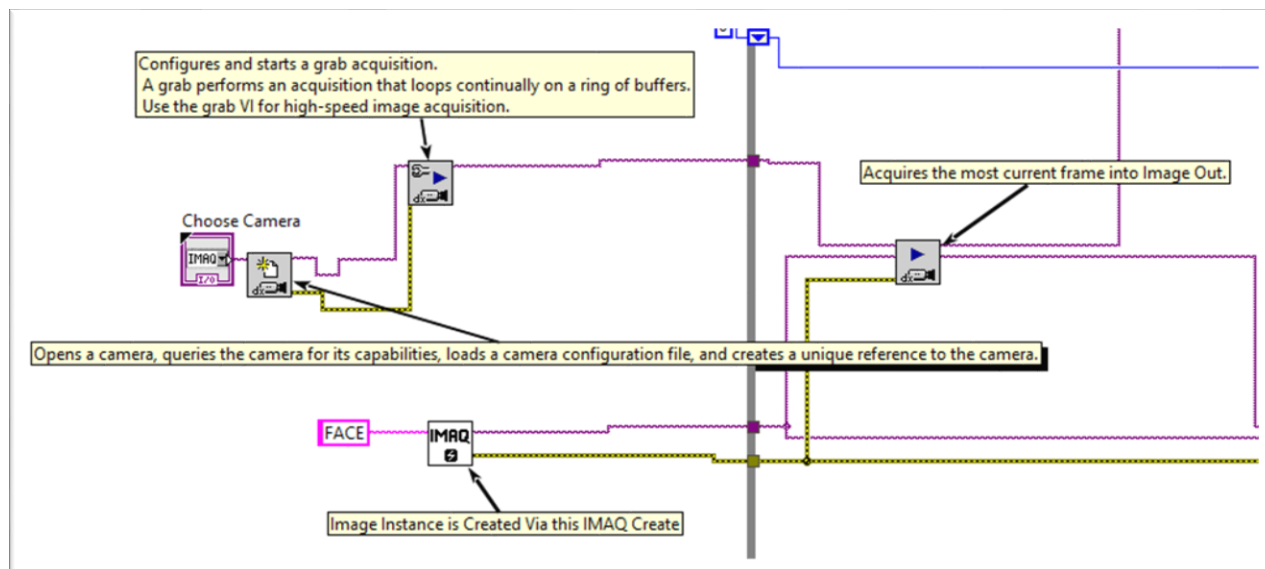 Configures and starts a grab acquisition.
A grab performs an acquisition that loops continually on a ring of buffers.
Use the grab VI for high-speed image acquisition.
Acquires the most current frame into Image Out.
Choose Camera
IMAQ
I/O
dx
dx
dx
Opens a camera, queries the camera for its capabilities, loads a camera configuration file, and creates a unique reference to the camera.
FACE
IMAQ
Image Instance is Created Via this IMAQ Create